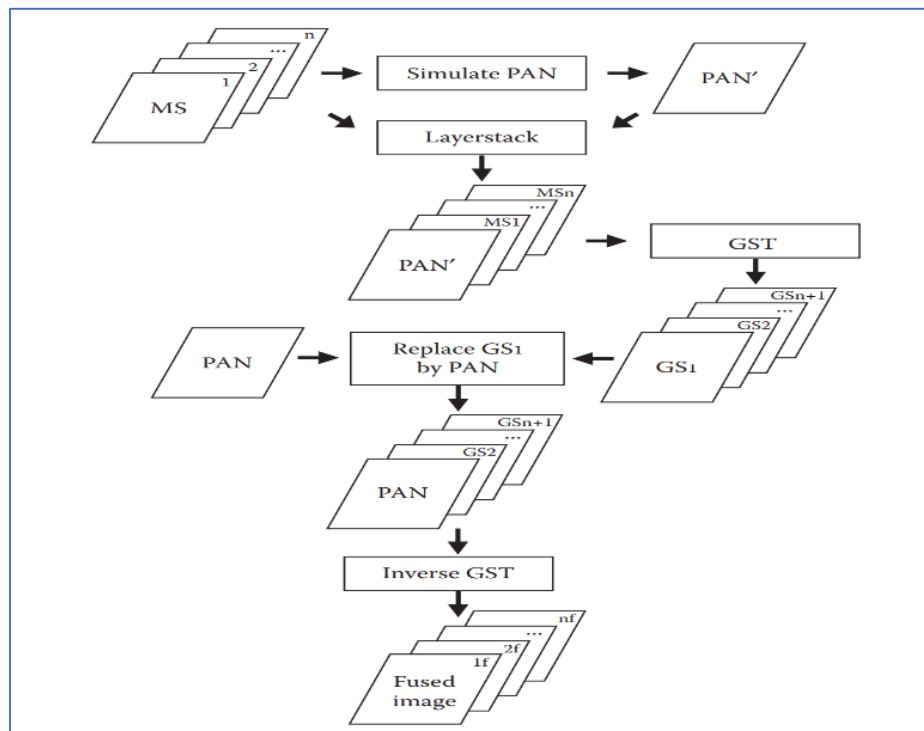 n
...
2
1
MS
Simulate PAN
PAN′
Layerstack
MSn
...
MS1
PAN′
GST
GSn+1
...
GS2
GS1
PAN
Replace GS1
by PAN
GSn+1
...
GS2
PAN
Inverse GST
nf
...
2f
1f
Fused
image